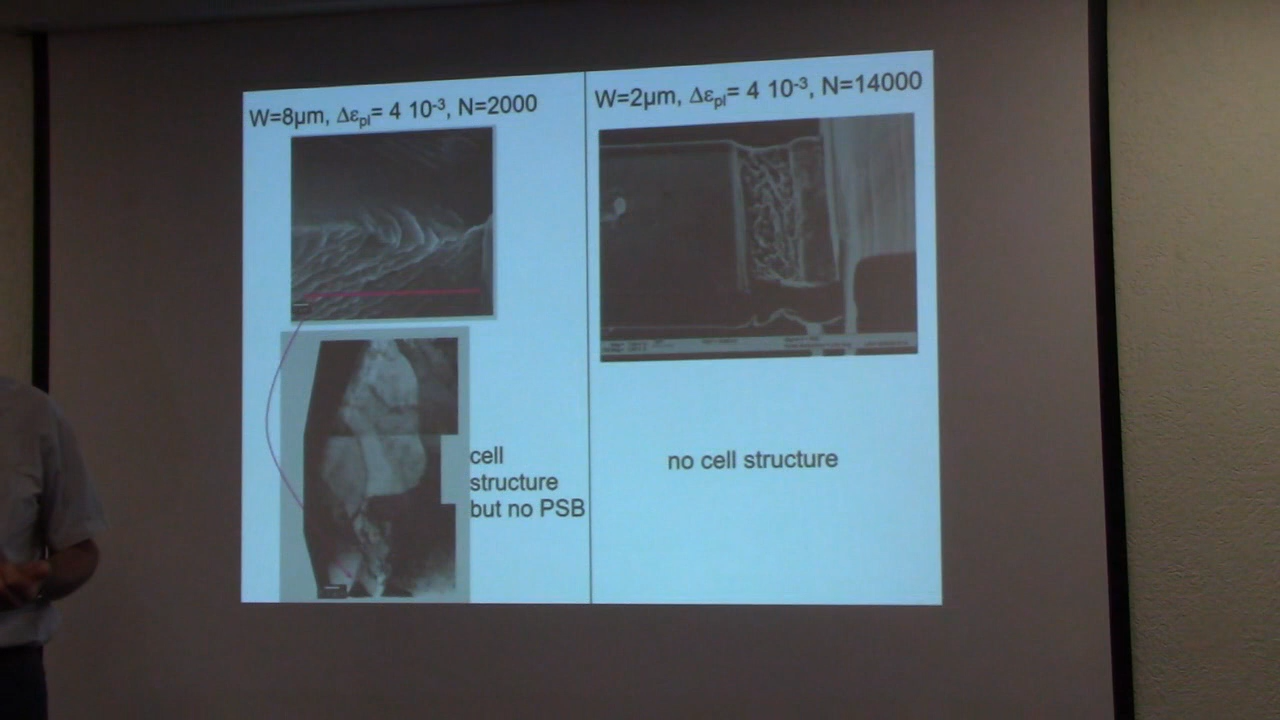 W=8µm, Δεpl= 4 10-3, N=2000
W=2µm, Δεpl= 4 10-3, N=14000
cell
structure
but no PSB
no cell structure